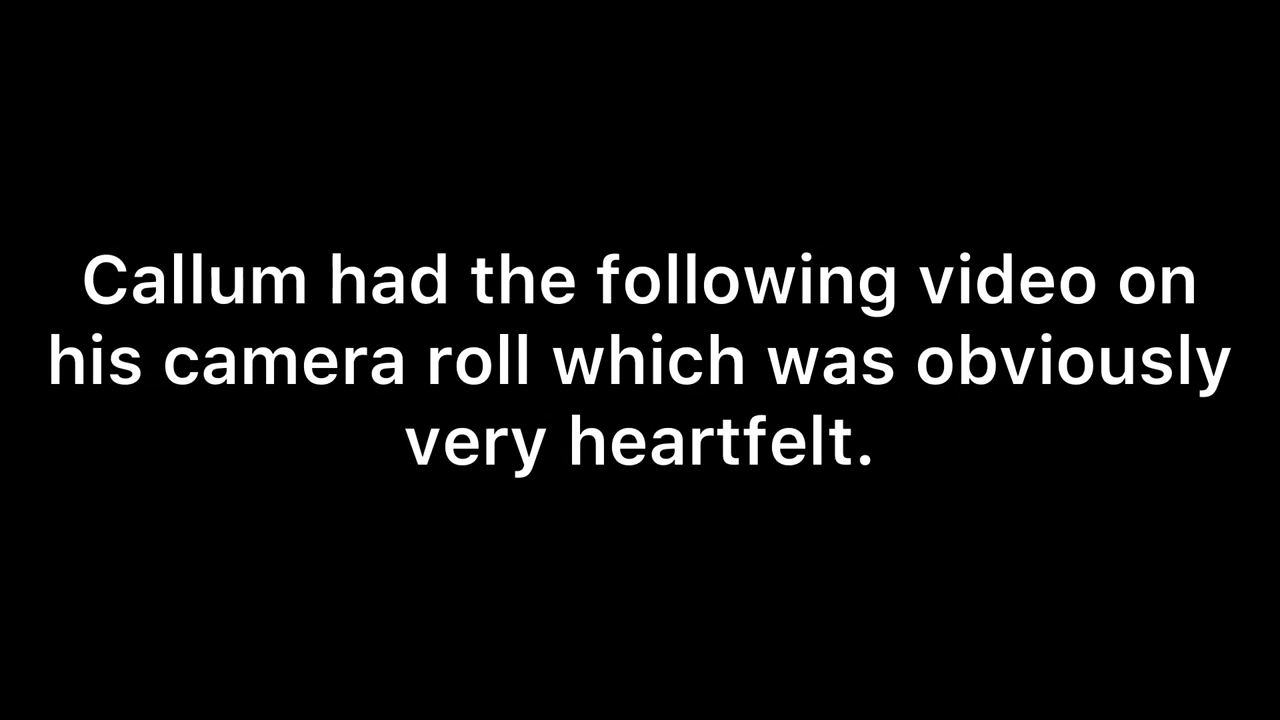 Callum had the following video on
his camera roll which was obviously
very heartfelt.